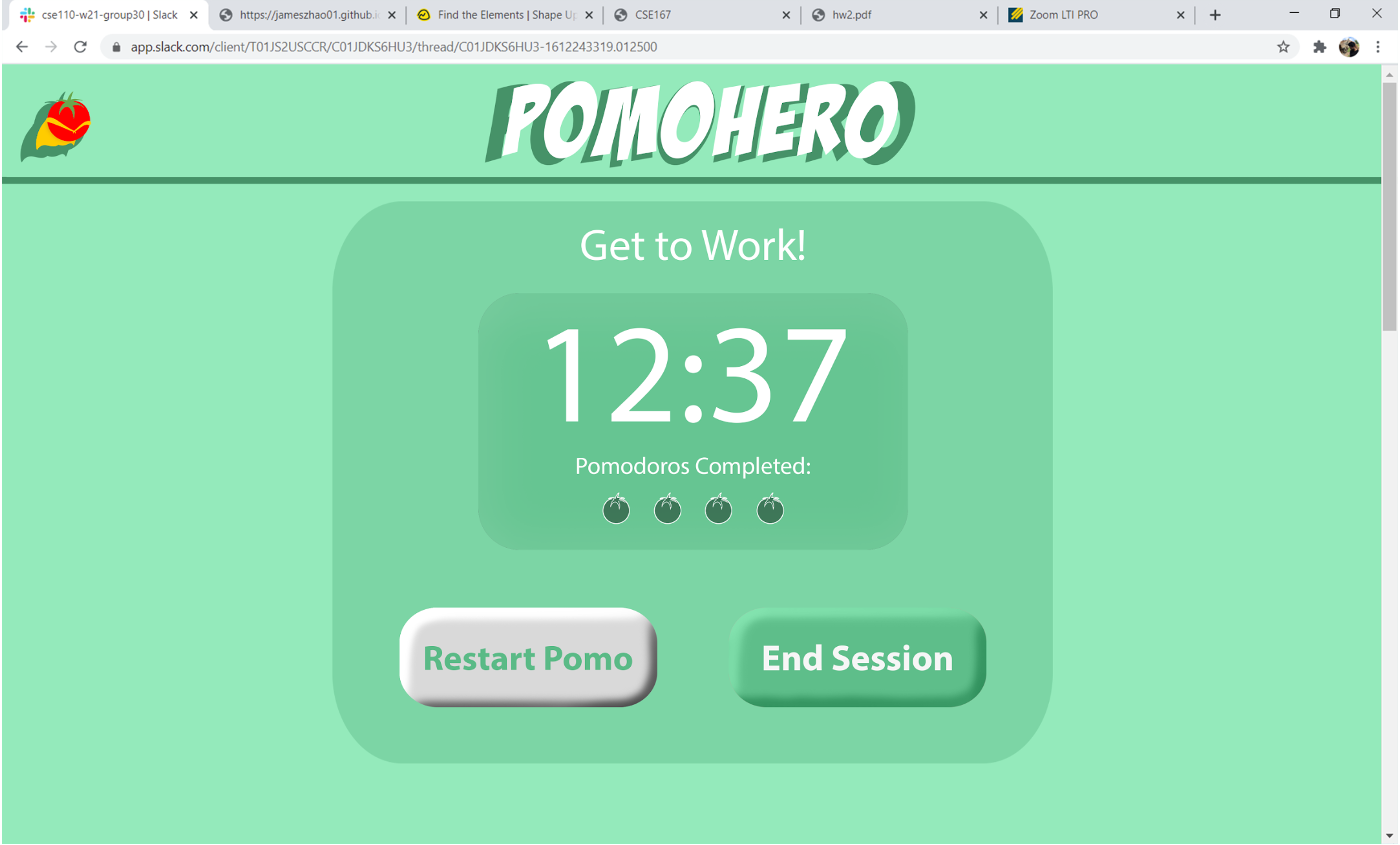 cse110-w21-group30 | Slack
https://jameszhao01.github.i
Find the Elements | Shape U
CSE167
hw2.pdf
Zoom LTI PRO
app.slack.com/client/T01JS2USCCR/C01JDKS6HU3/thread/C01JDKS6HU3-1612243319.012500
POMOHERO
Get to Work!
12:37
Pomodoros Completed:
Restart Pomo
End Session